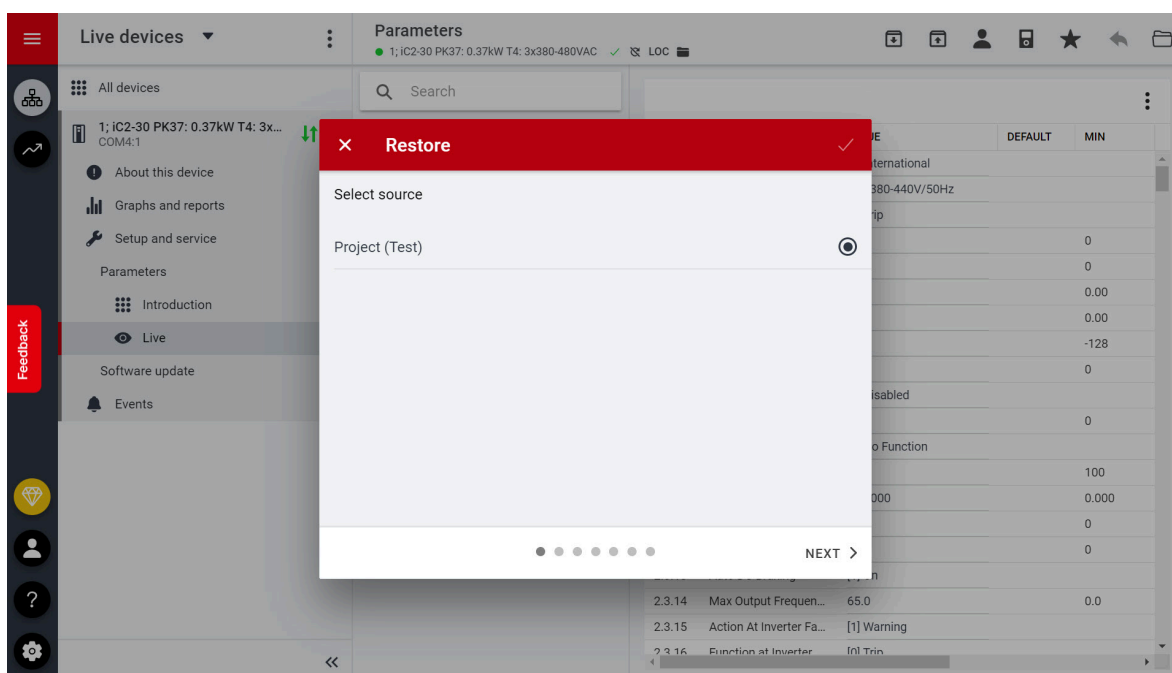 Live devices
Parameters
1; iC2-30 PK37: 0.37kW T4: 3x380-480VAC LOC
All devices
Search
1; iC2-30 PK37: 0.37kW T4: 3x...
COM4:1
About this device
Graphs and reports
Setup and service
Parameters
Introduction
Live
Software update
Events
Feedback
Restore
Select source
Project (Test)
NEXT
DEFAULT MIN
380-440V/50Hz
0
0
0.00
0.00
-128
0
0
Function
100
000 0.000
0
0
2.3.14 Max Output Frequen... 65.0 0.0
2.3.15 Action At Inverter Fa... [1] Warning
2.3.16 Function at Inverter [0] Trip